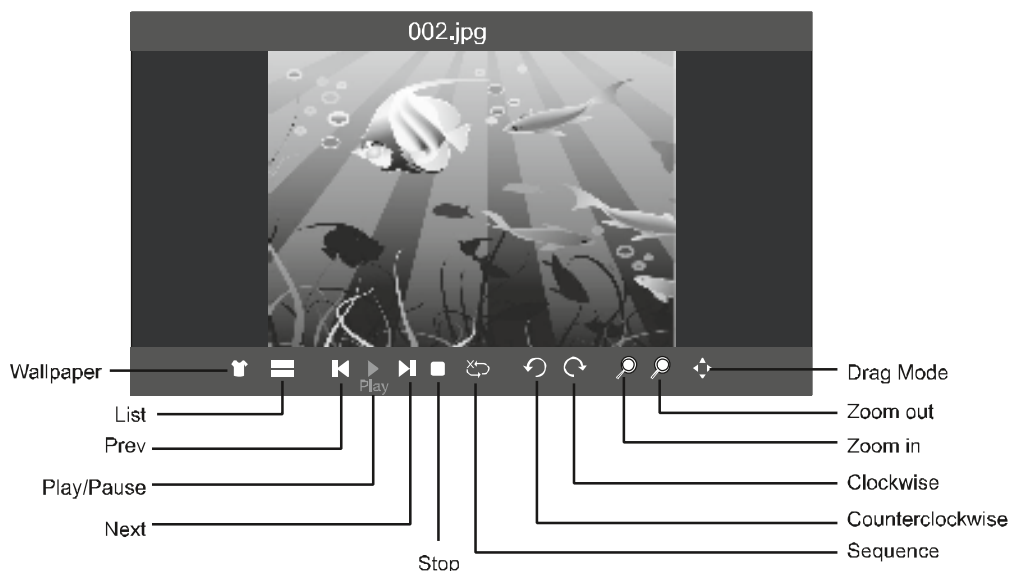 002.jpg
Play
Wallpaper
List
Prev
Play/Pause
Next
Stop
Drag Mode
Zoom out
Zoom in
Clockwise
Counterclockwise
Sequence